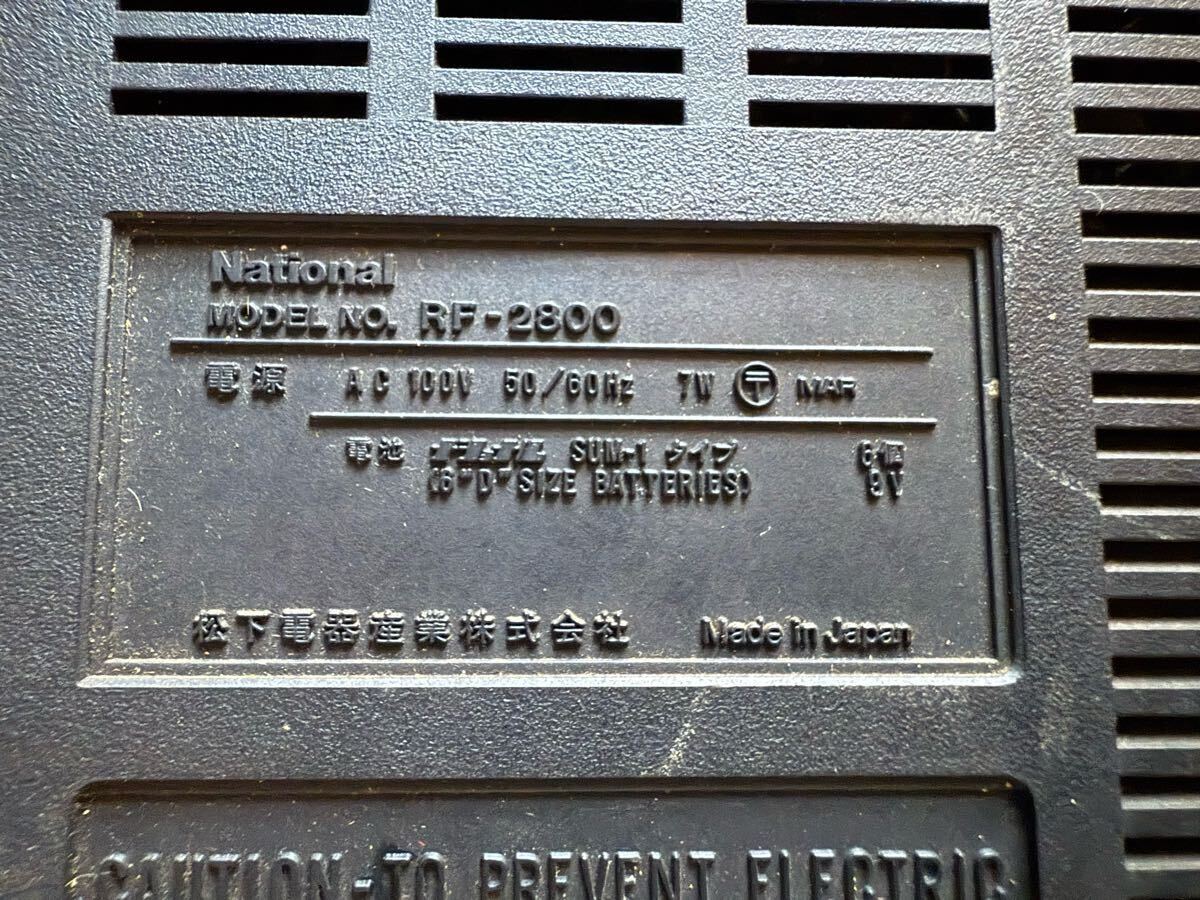 National
MODEL NO. RF-2800
電源 AC 100V 50/60Hz 7W 〒 MAR
電池 SUM-1 タイプ 6個
(6"D"SIZE BATTERIES) 9V
松下電器産業株式会社 Made in Japan
CAUTION-TO PREVENT ELECTRIC